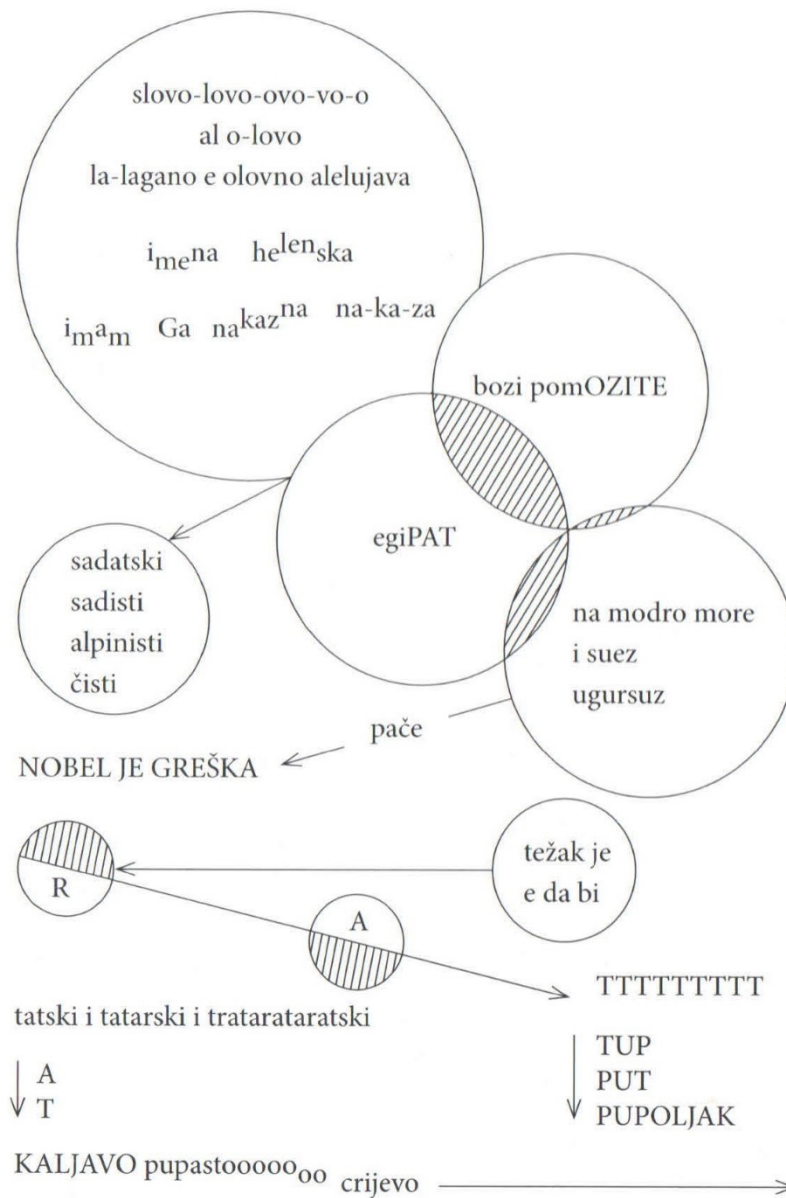 slovo-lovo-ovo-vo-o
al o-lovo
la-lagano e olovno alelujava
imena helenska
imam Ga nakazna na-ka-za
bozi pomOZITE
egiPAT
sadatski
sadisti
alpinisti
čisti
na modro more
i suez
ugursuz
pače
NOBEL JE GREŠKA
težak je
e da bi
R
A
TTTTTTTTT
tatski i tatarski i tratarataratski
A
T
TUP
PUT
PUPOLJAK
KALJAVO pupastooooooo crijevo